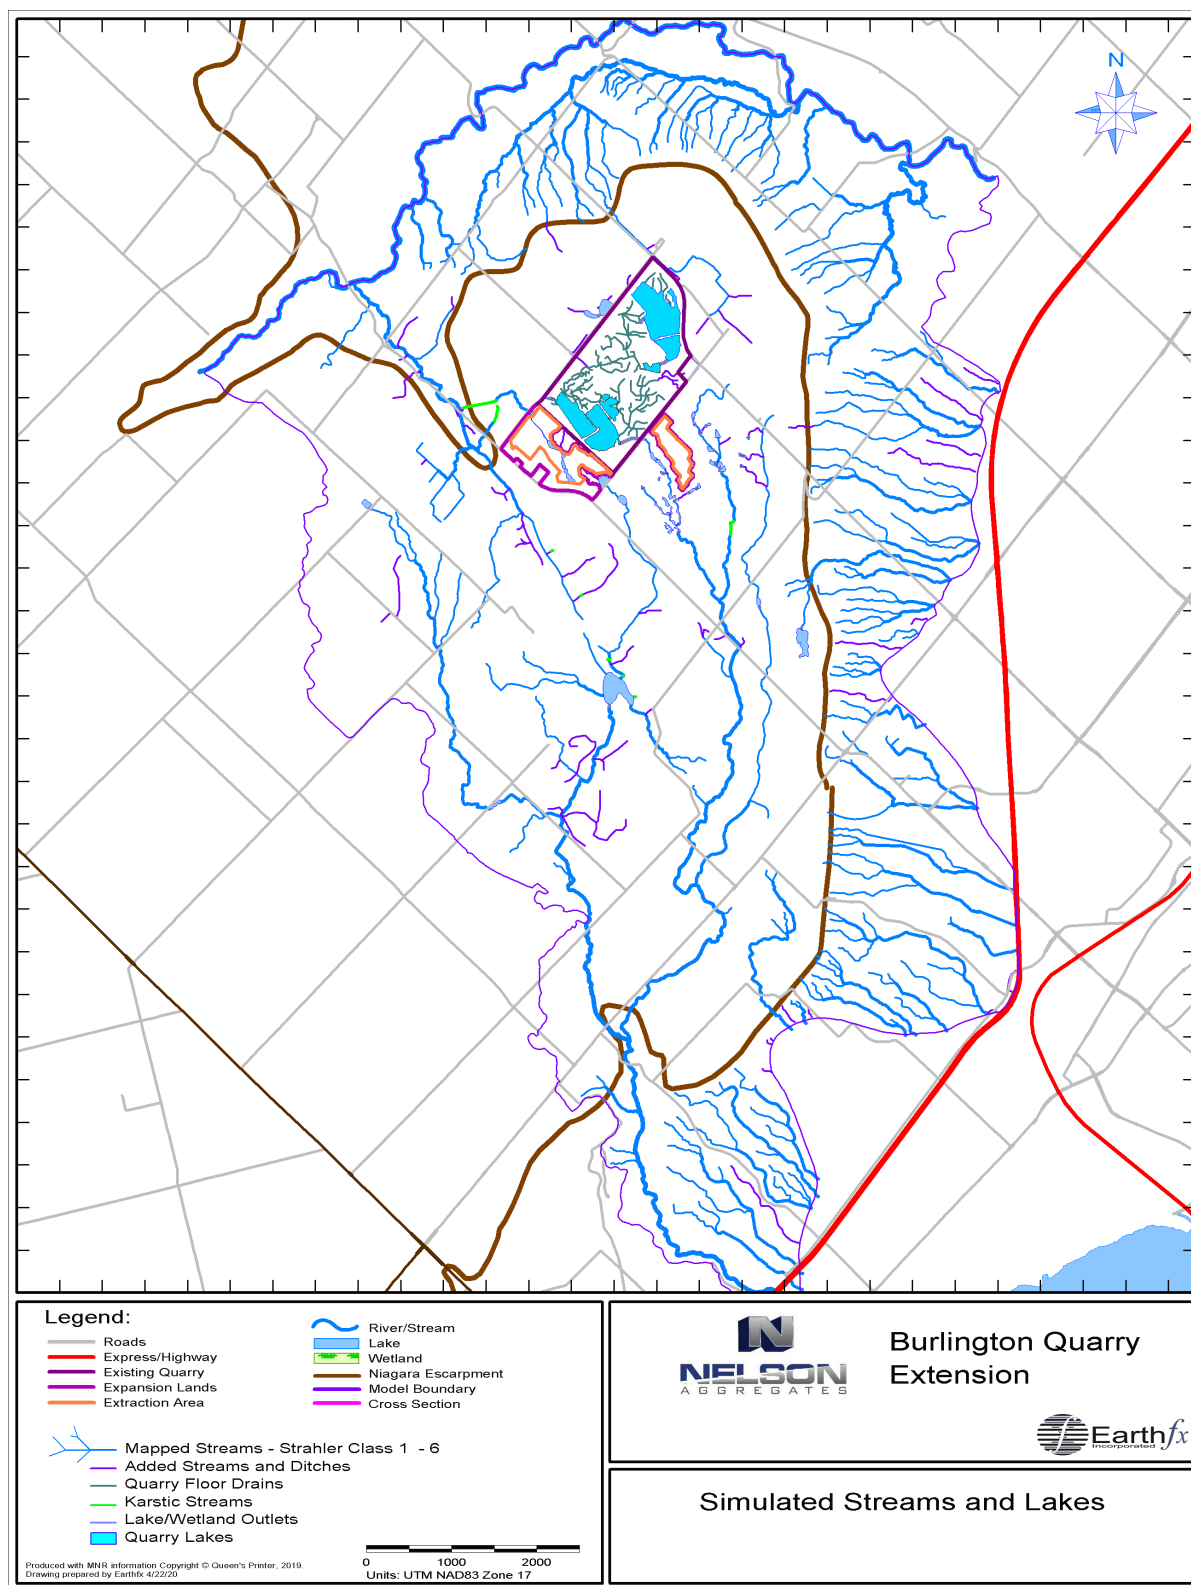 N
Legend:
Roads
Express/Highway
Existing Quarry
Expansion Lands
Extraction Area
River/Stream
Lake
Wetland
Niagara Escarpment
Model Boundary
Cross Section
Mapped Streams - Strahler Class 1 - 6
Added Streams and Ditches
Quarry Floor Drains
Karstic Streams
Lake/Wetland Outlets
Quarry Lakes
Produced with MNR information Copyright © Queen's Printer, 2019.
Drawing prepared by Earthfx 4/22/20
0 1000 2000
Units: UTM NAD83 Zone 17
N
NELSON
AGGREGATES
Burlington Quarry
Extension
Earthfx
Incorporated
Simulated Streams and Lakes